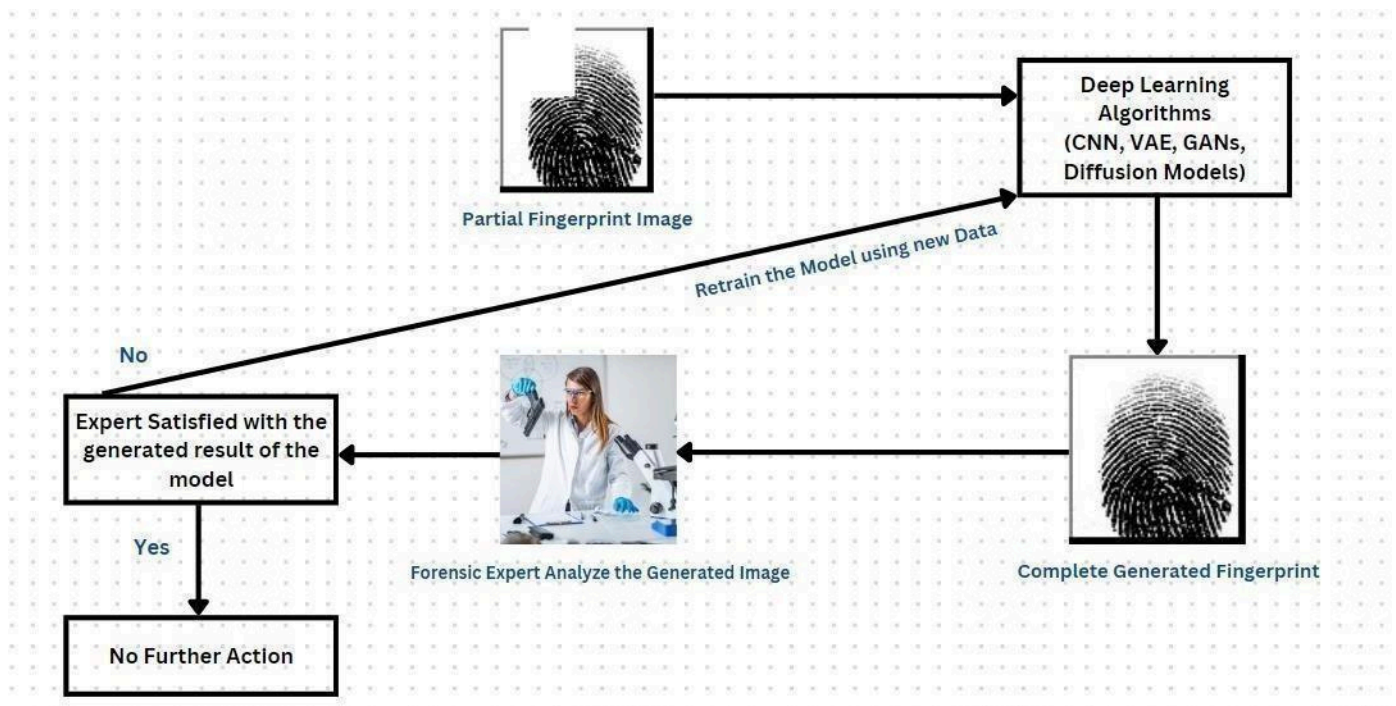 Partial Fingerprint Image
Deep Learning
Algorithms
(CNN, VAE, GANs,
Diffusion Models)
Retrain the Model using new Data
No
Expert Satisfied with the
generated result of the
model
Yes
No Further Action
Forensic Expert Analyze the Generated Image
Complete Generated Fingerprint